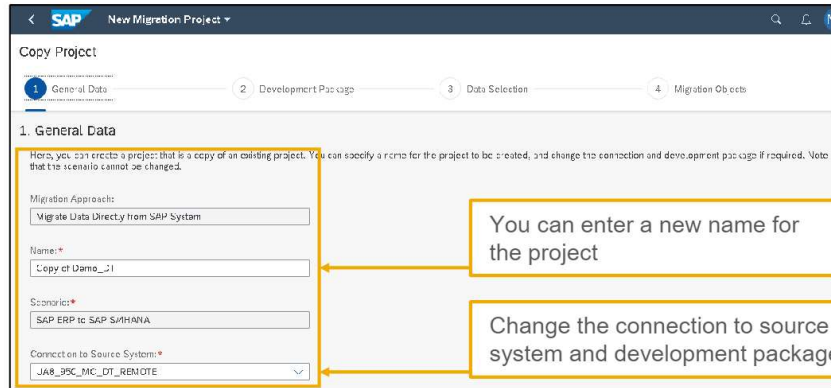 SAP New Migration Project
Copy Project
1 General Data 2 Development Package 3 Data Selection 4 Migration Objects
1. General Data
Here, you can create a project that is a copy of an existing project. You can specify a name for the project to be created, and change the connection and development package if required. Note
that the scenario cannot be changed.
Migration Approach:
Migrate Data Directly from SAP System
Name:*
Copy of Demo_DT
You can enter a new name for
the project
Scenario:*
SAP ERP to SAP S/4HANA
Connection to Source System:*
Change the connection to source
system and development package